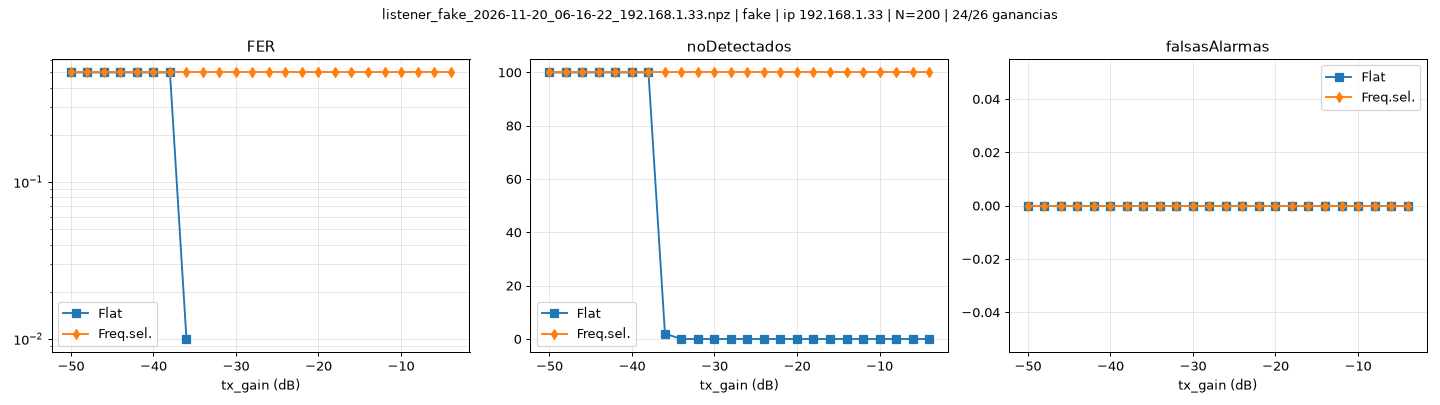 listener_fake_2026-11-20_06-16-22_192.168.1.33.npz | fake | ip 192.168.1.33 | N=200 | 24/26 ganancias
FER
10⁻¹
10⁻²
Flat
Freq.sel.
−50 −40 −30 −20 −10
tx_gain (dB)
noDetectados
100
80
60
40
20
0
Flat
Freq.sel.
−50 −40 −30 −20 −10
tx_gain (dB)
falsasAlarmas
0.04
0.02
0.00
−0.02
−0.04
Flat
Freq.sel.
−50 −40 −30 −20 −10
tx_gain (dB)